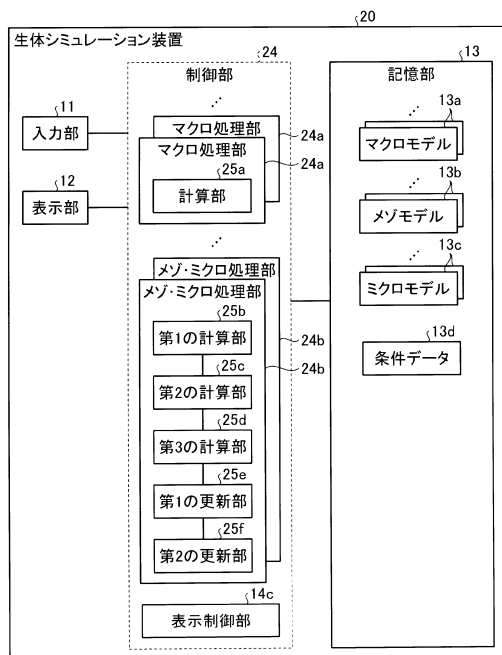 20
生体シミュレーション装置
11
入力部
12
表示部
24
制御部
⋯
マクロ処理部
24a
マクロ処理部
24a
25a
計算部
⋯
メゾ・ミクロ処理部
メゾ・ミクロ処理部
24b
24b
25b
第1の計算部
25c
第2の計算部
25d
第3の計算部
25e
第1の更新部
25f
第2の更新部
14c
表示制御部
13
記憶部
⋯
13a
マクロモデル
⋯
13b
メゾモデル
⋯
13c
ミクロモデル
13d
条件データ